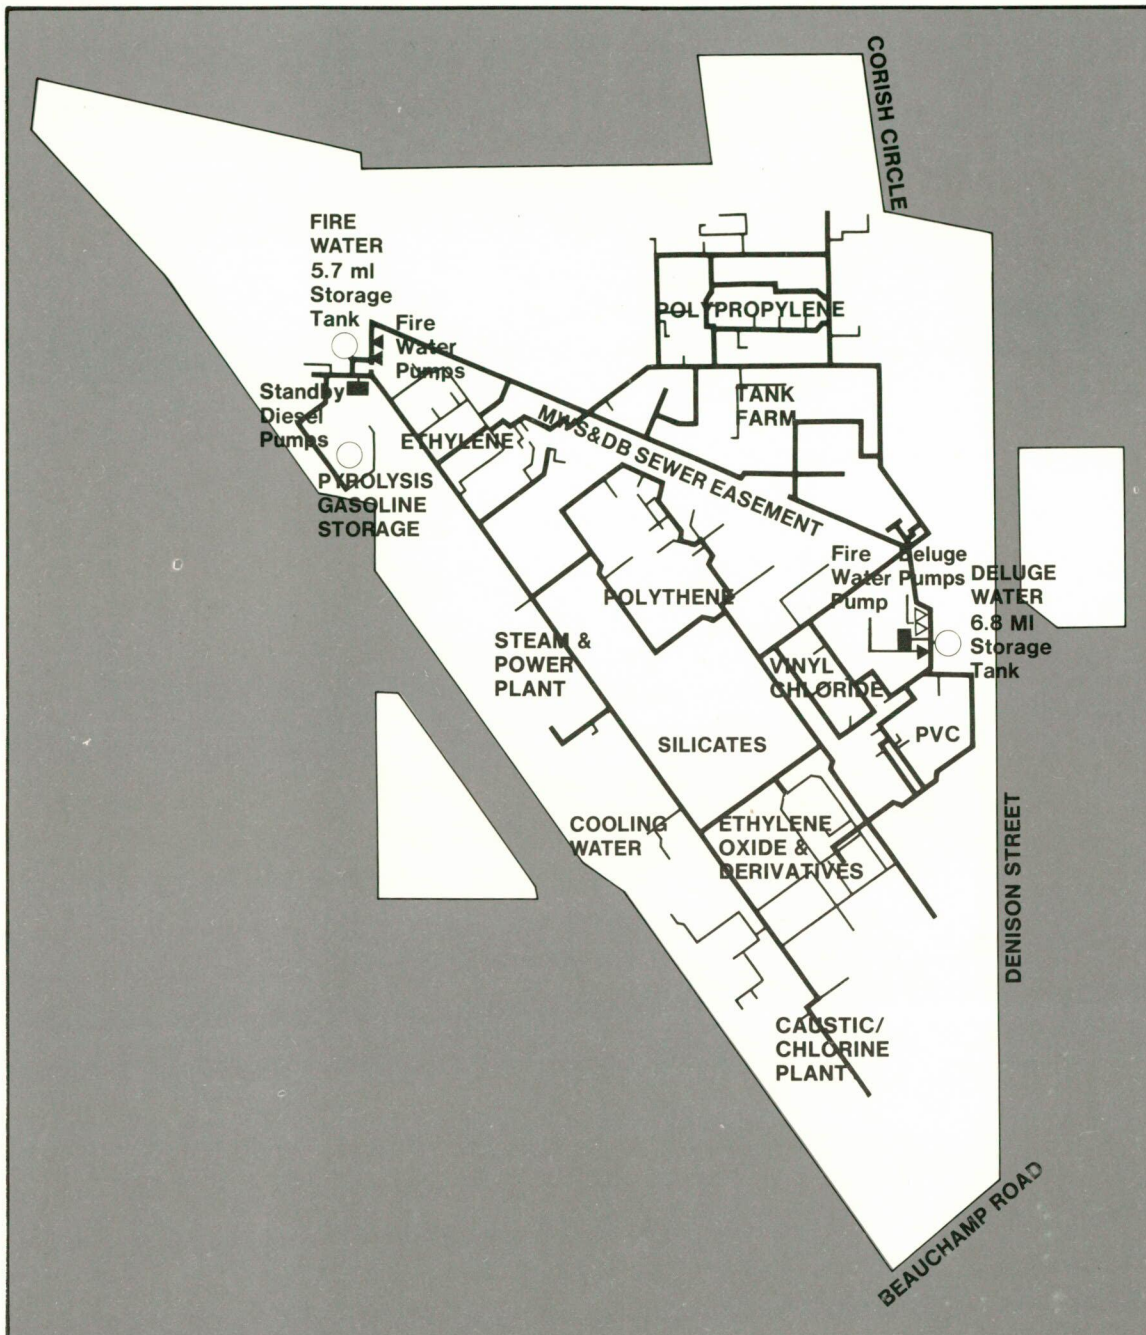 CORISH CIRCLE
FIRE
WATER
5.7 ml
Storage
Tank
Fire
Water
Pumps
Standby
Diesel
Pumps
POLYPROPYLENE
TANK
FARM
ETHYLENE
MWS&DB SEWER EASEMENT
PYROLYSIS
GASOLINE
STORAGE
Fire
Water
Pump
Deluge
Pumps
DELUGE
WATER
6.8 Ml
Storage
Tank
POLYTHENE
STEAM &
POWER
PLANT
VINYL
CHLORIDE
PVC
SILICATES
COOLING
WATER
ETHYLENE
OXIDE &
DERIVATIVES
DENISON STREET
CAUSTIC/
CHLORINE
PLANT
BEAUCHAMP ROAD